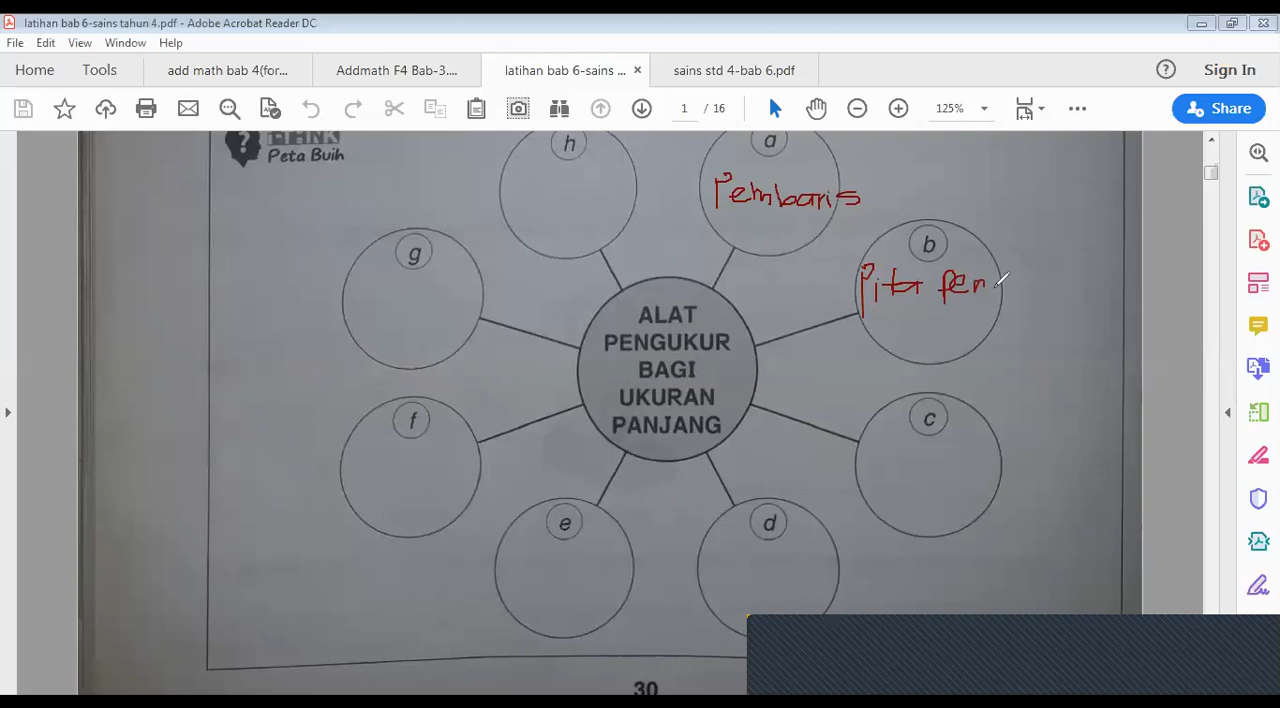 latihan bab 6-sains tahun 4.pdf - Adobe Acrobat Reader DC
File Edit View Window Help
Home Tools add math bab 4(for... Addmath F4 Bab-3.... latihan bab 6-sains ... × sains std 4-bab 6.pdf ? Sign In
1 / 16 125% Share
i-THINK
Peta Buih
h
a
Pembaris
g
b
Pita Pen
ALAT
PENGUKUR
BAGI
UKURAN
PANJANG
f
c
e
d
30